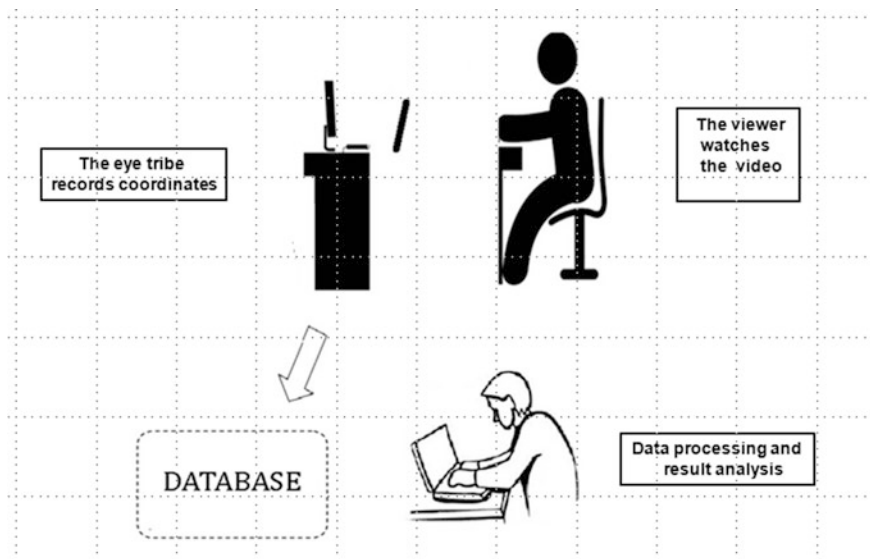 The eye tribe
records coordinates
The viewer
watches
the video
DATABASE
Data processing and
result analysis